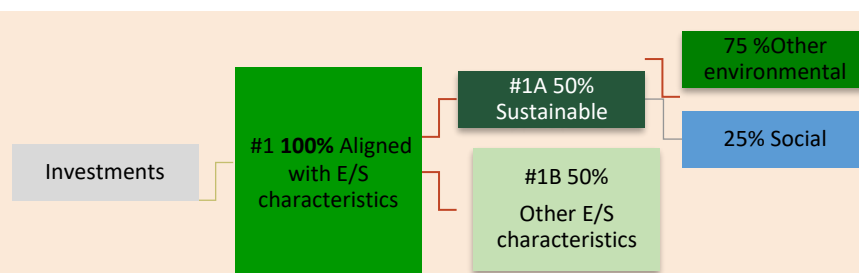 Investments
#1 100% Aligned
with E/S
characteristics
#1A 50%
Sustainable
#1B 50%
Other E/S
characteristics
75 %Other
environmental
25% Social